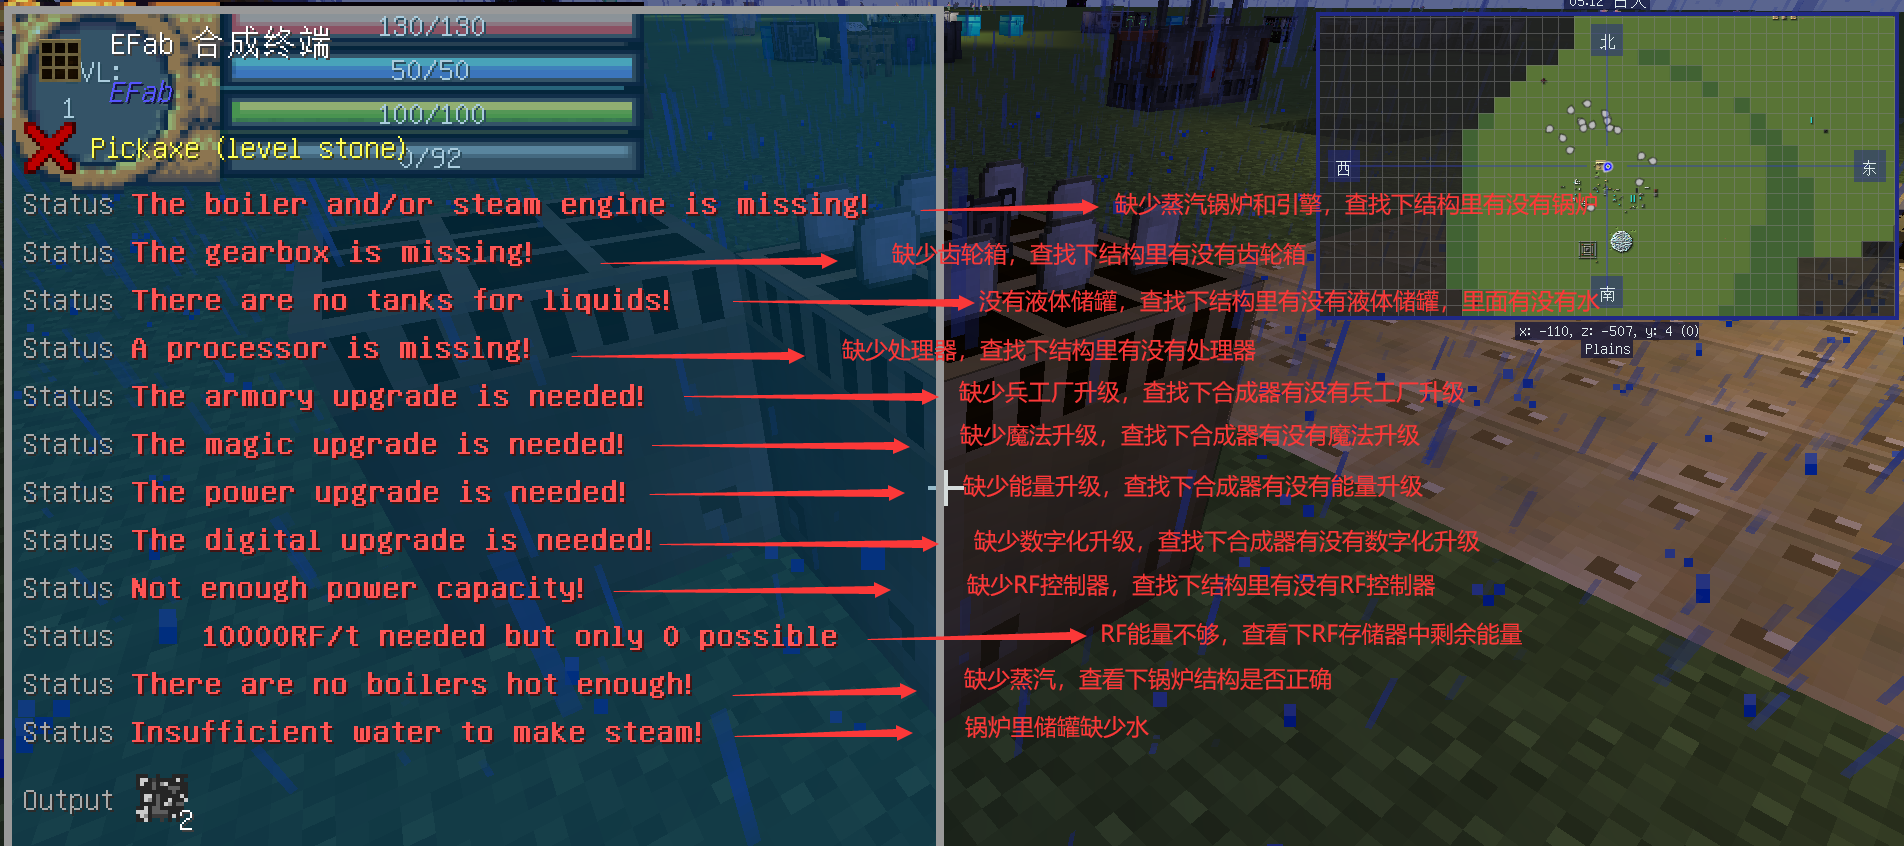 05:12 白天
130/130
EFab 合成终端
50/50
VL:
EFab
1
100/100
Pickaxe (level stone)
0/92
北
西
东
南
x: -110, z: -507, y: 4 (0)
Plains
Status The boiler and/or steam engine is missing! 缺少蒸汽锅炉和引擎，查找下结构里有没有锅炉
Status The gearbox is missing! 缺少齿轮箱，查找下结构里有没有齿轮箱
Status There are no tanks for liquids! 没有液体储罐，查找下结构里有没有液体储罐，里面有没有水
Status A processor is missing! 缺少处理器，查找下结构里有没有处理器
Status The armory upgrade is needed! 缺少兵工厂升级，查找下合成器有没有兵工厂升级
Status The magic upgrade is needed! 缺少魔法升级，查找下合成器有没有魔法升级
Status The power upgrade is needed! 缺少能量升级，查找下合成器有没有能量升级
Status The digital upgrade is needed! 缺少数字化升级，查找下合成器有没有数字化升级
Status Not enough power capacity! 缺少RF控制器，查找下结构里有没有RF控制器
Status 10000RF/t needed but only 0 possible RF能量不够，查看下RF存储器中剩余能量
Status There are no boilers hot enough! 缺少蒸汽，查看下锅炉结构是否正确
Status Insufficient water to make steam! 锅炉里储罐缺少水
Output 2